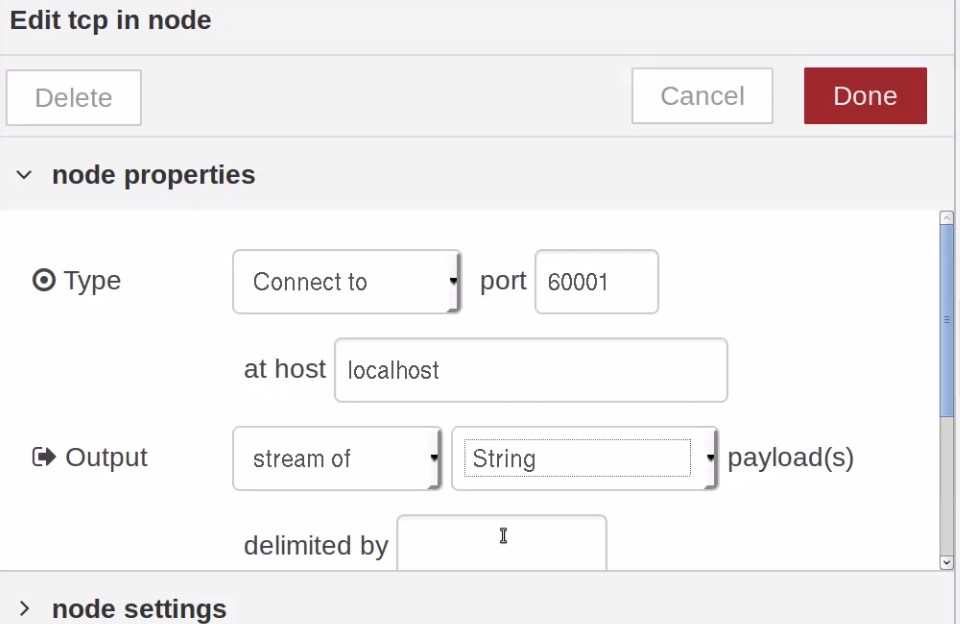 Edit tcp in node
Delete Cancel Done
node properties
Type Connect to port 60001
at host localhost
Output stream of String payload(s)
delimited by
node settings